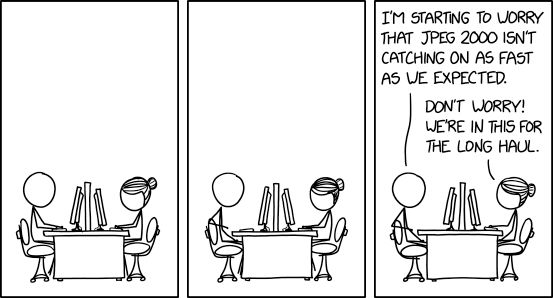 I'M STARTING TO WORRY
THAT JPEG 2000 ISN'T
CATCHING ON AS FAST
AS WE EXPECTED.
DON'T WORRY!
WE'RE IN THIS FOR
THE LONG HAUL.